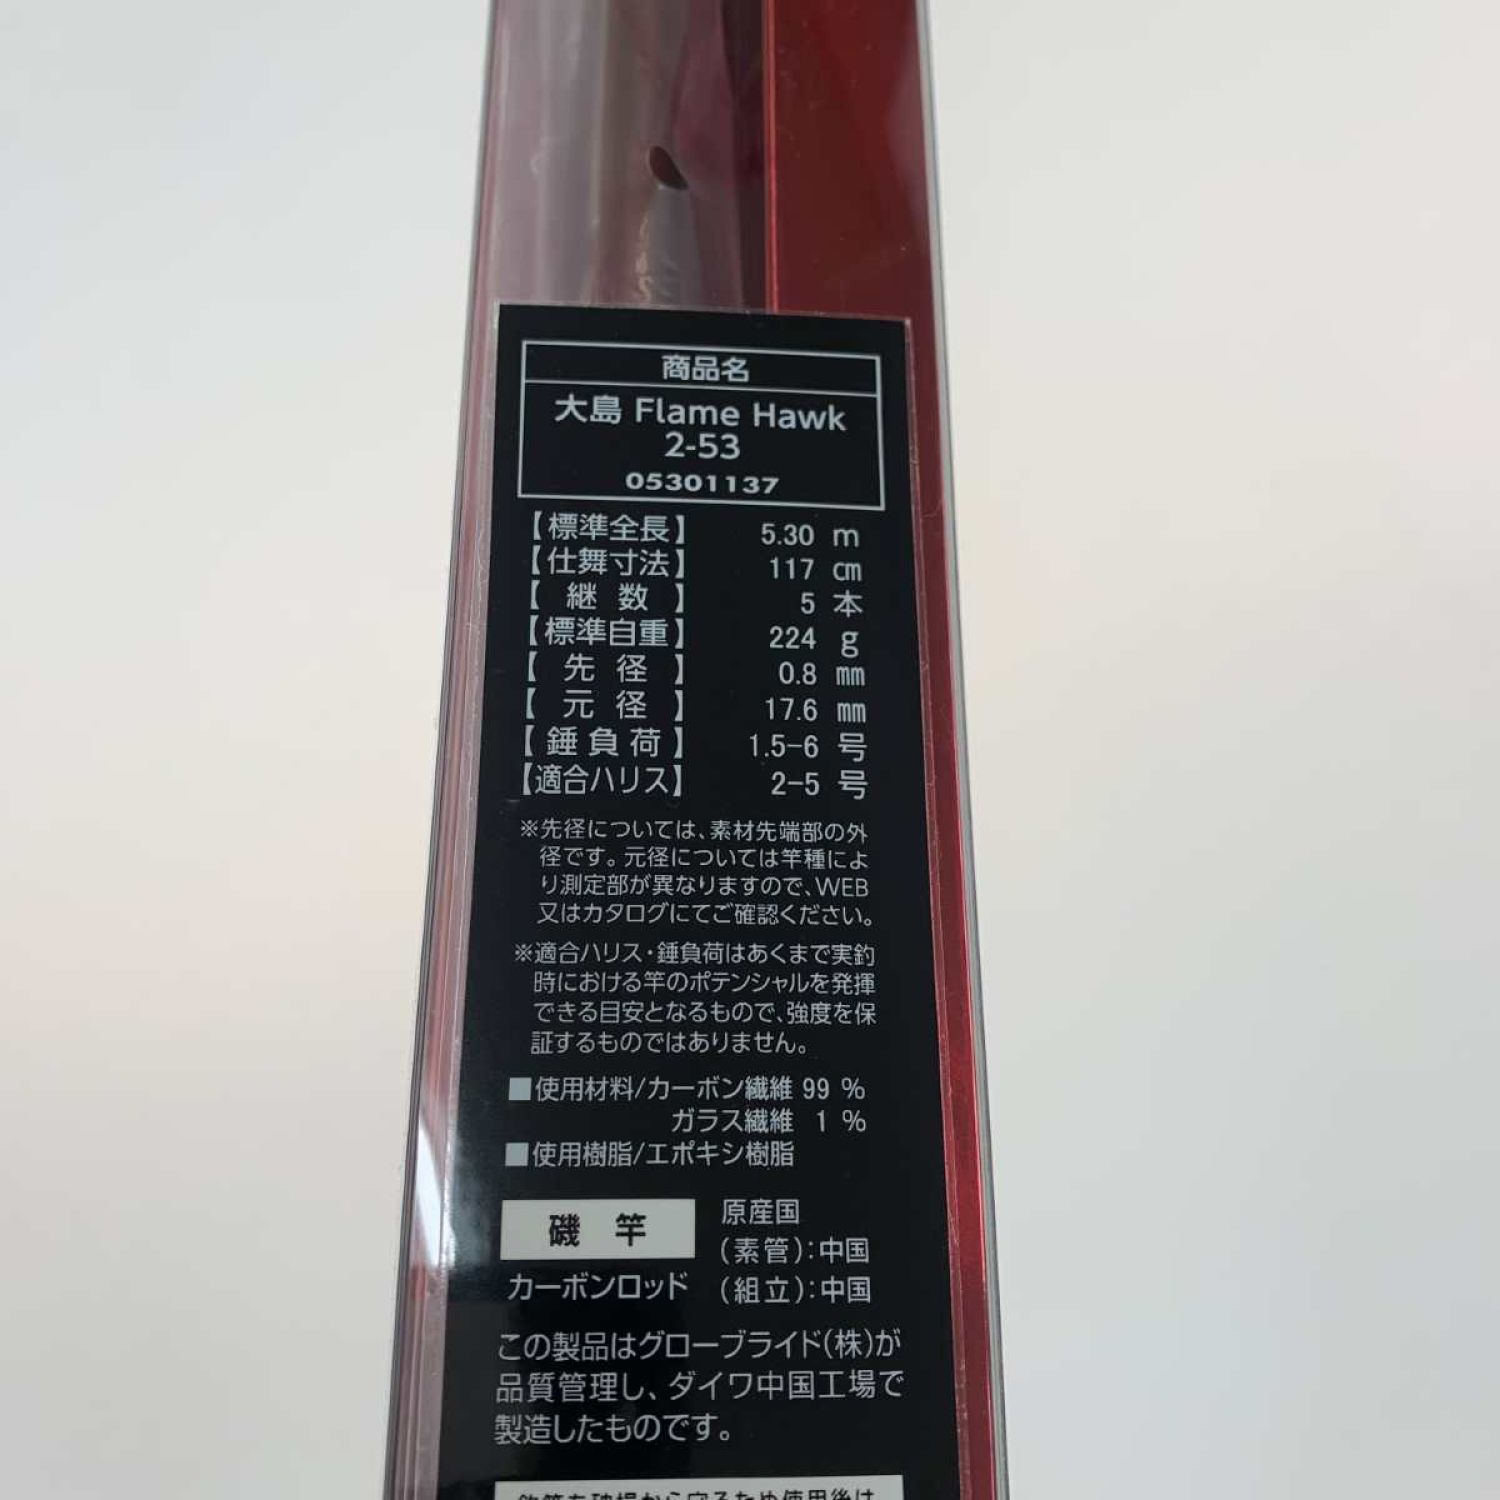 商品名
大島 Flame Hawk
2-53
05301137
【標準全長】 5.30 m
【仕舞寸法】 117 cm
【継数】 5 本
【標準自重】 224 g
【先径】 0.8 mm
【元径】 17.6 mm
【錘負荷】 1.5-6 号
【適合ハリス】 2-5 号
※先径については、素材先端部の外
径です。元径については竿種によ
り測定部が異なりますので、WEB
又はカタログにてご確認ください。
※適合ハリス・錘負荷はあくまで実釣
時における竿のポテンシャルを発揮
できる目安となるもので、強度を保
証するものではありません。
■使用材料/カーボン繊維 99 %
ガラス繊維 1 %
■使用樹脂/エポキシ樹脂
磯 竿
カーボンロッド
原産国
(素管):中国
(組立):中国
この製品はグローブライド(株)が
品質管理し、ダイワ中国工場で
製造したものです。